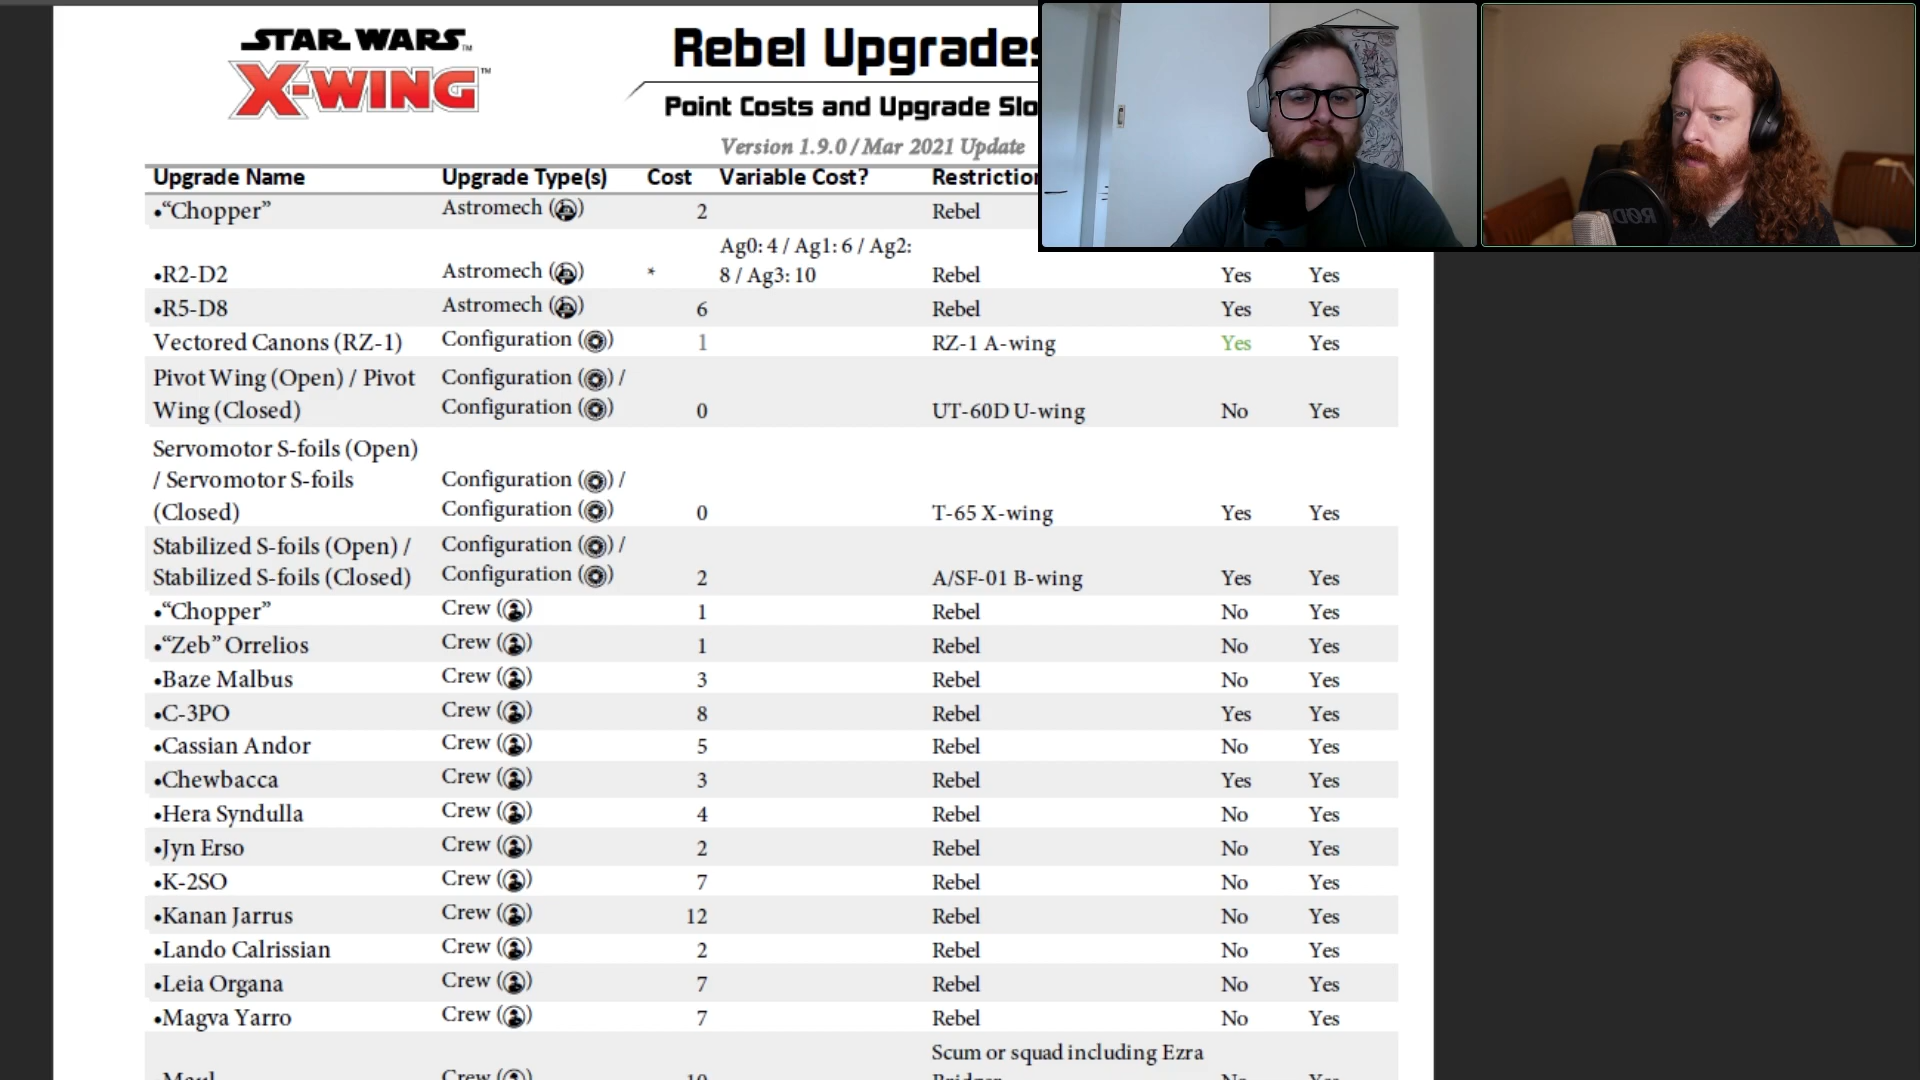 STAR WARS™
X-WING™
Rebel Upgrades
Point Costs and Upgrade Slo
Version 1.9.0 / Mar 2021 Update
Upgrade Name Upgrade Type(s) Cost Variable Cost? Restriction
•“Chopper” Astromech () 2 Rebel
Ag0: 4 / Ag1: 6 / Ag2:
•R2-D2 Astromech () * 8 / Ag3: 10 Rebel Yes Yes
•R5-D8 Astromech () 6 Rebel Yes Yes
Vectored Canons (RZ-1) Configuration () 1 RZ-1 A-wing Yes Yes
Pivot Wing (Open) / Pivot Configuration () /
Wing (Closed) Configuration () 0 UT-60D U-wing No Yes
Servomotor S-foils (Open)
/ Servomotor S-foils Configuration () /
(Closed) Configuration () 0 T-65 X-wing Yes Yes
Stabilized S-foils (Open) / Configuration () /
Stabilized S-foils (Closed) Configuration () 2 A/SF-01 B-wing Yes Yes
•“Chopper” Crew () 1 Rebel No Yes
•“Zeb” Orrelios Crew () 1 Rebel No Yes
•Baze Malbus Crew () 3 Rebel No Yes
•C-3PO Crew () 8 Rebel Yes Yes
•Cassian Andor Crew () 5 Rebel No Yes
•Chewbacca Crew () 3 Rebel Yes Yes
•Hera Syndulla Crew () 4 Rebel No Yes
•Jyn Erso Crew () 2 Rebel No Yes
•K-2SO Crew () 7 Rebel No Yes
•Kanan Jarrus Crew () 12 Rebel No Yes
•Lando Calrissian Crew () 2 Rebel No Yes
•Leia Organa Crew () 7 Rebel No Yes
•Magva Yarro Crew () 7 Rebel No Yes
Scum or squad including Ezra
RØDE